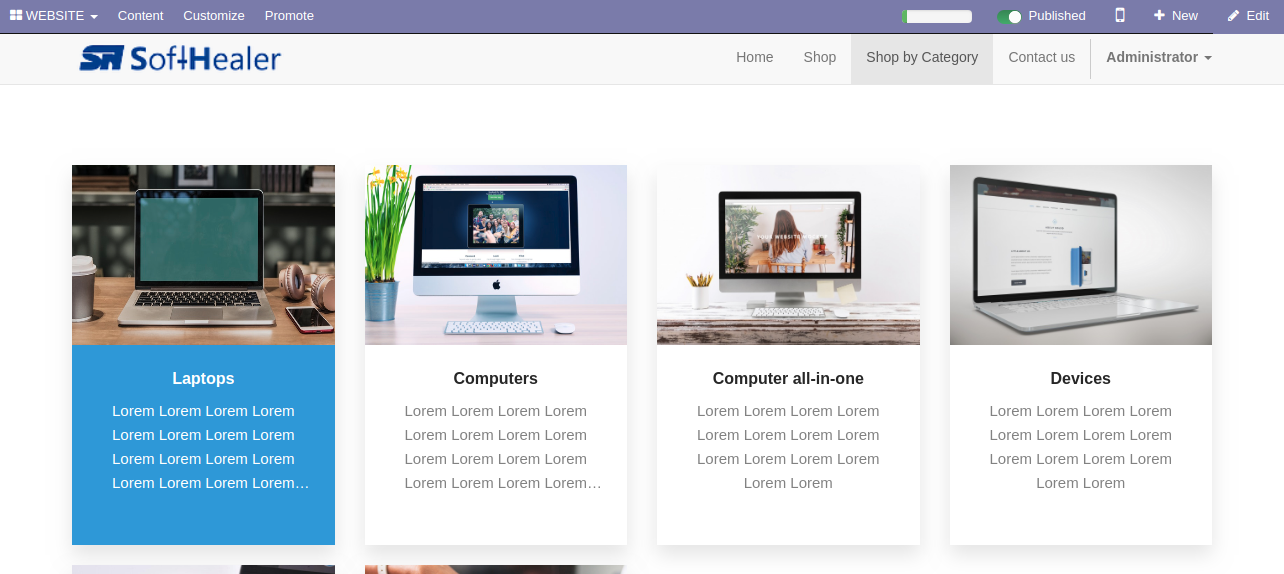 WEBSITE Content Customize Promote Published New Edit
SoftHealer Home Shop Shop by Category Contact us Administrator
YOUR WEBSITE
Laptops
Lorem Lorem Lorem Lorem
Lorem Lorem Lorem Lorem
Lorem Lorem Lorem Lorem
Lorem Lorem Lorem Lorem…
Computers
Lorem Lorem Lorem Lorem
Lorem Lorem Lorem Lorem
Lorem Lorem Lorem Lorem
Lorem Lorem Lorem Lorem…
Computer all-in-one
Lorem Lorem Lorem Lorem
Lorem Lorem Lorem Lorem
Lorem Lorem Lorem Lorem
Lorem Lorem
Devices
Lorem Lorem Lorem Lorem
Lorem Lorem Lorem Lorem
Lorem Lorem Lorem Lorem
Lorem Lorem